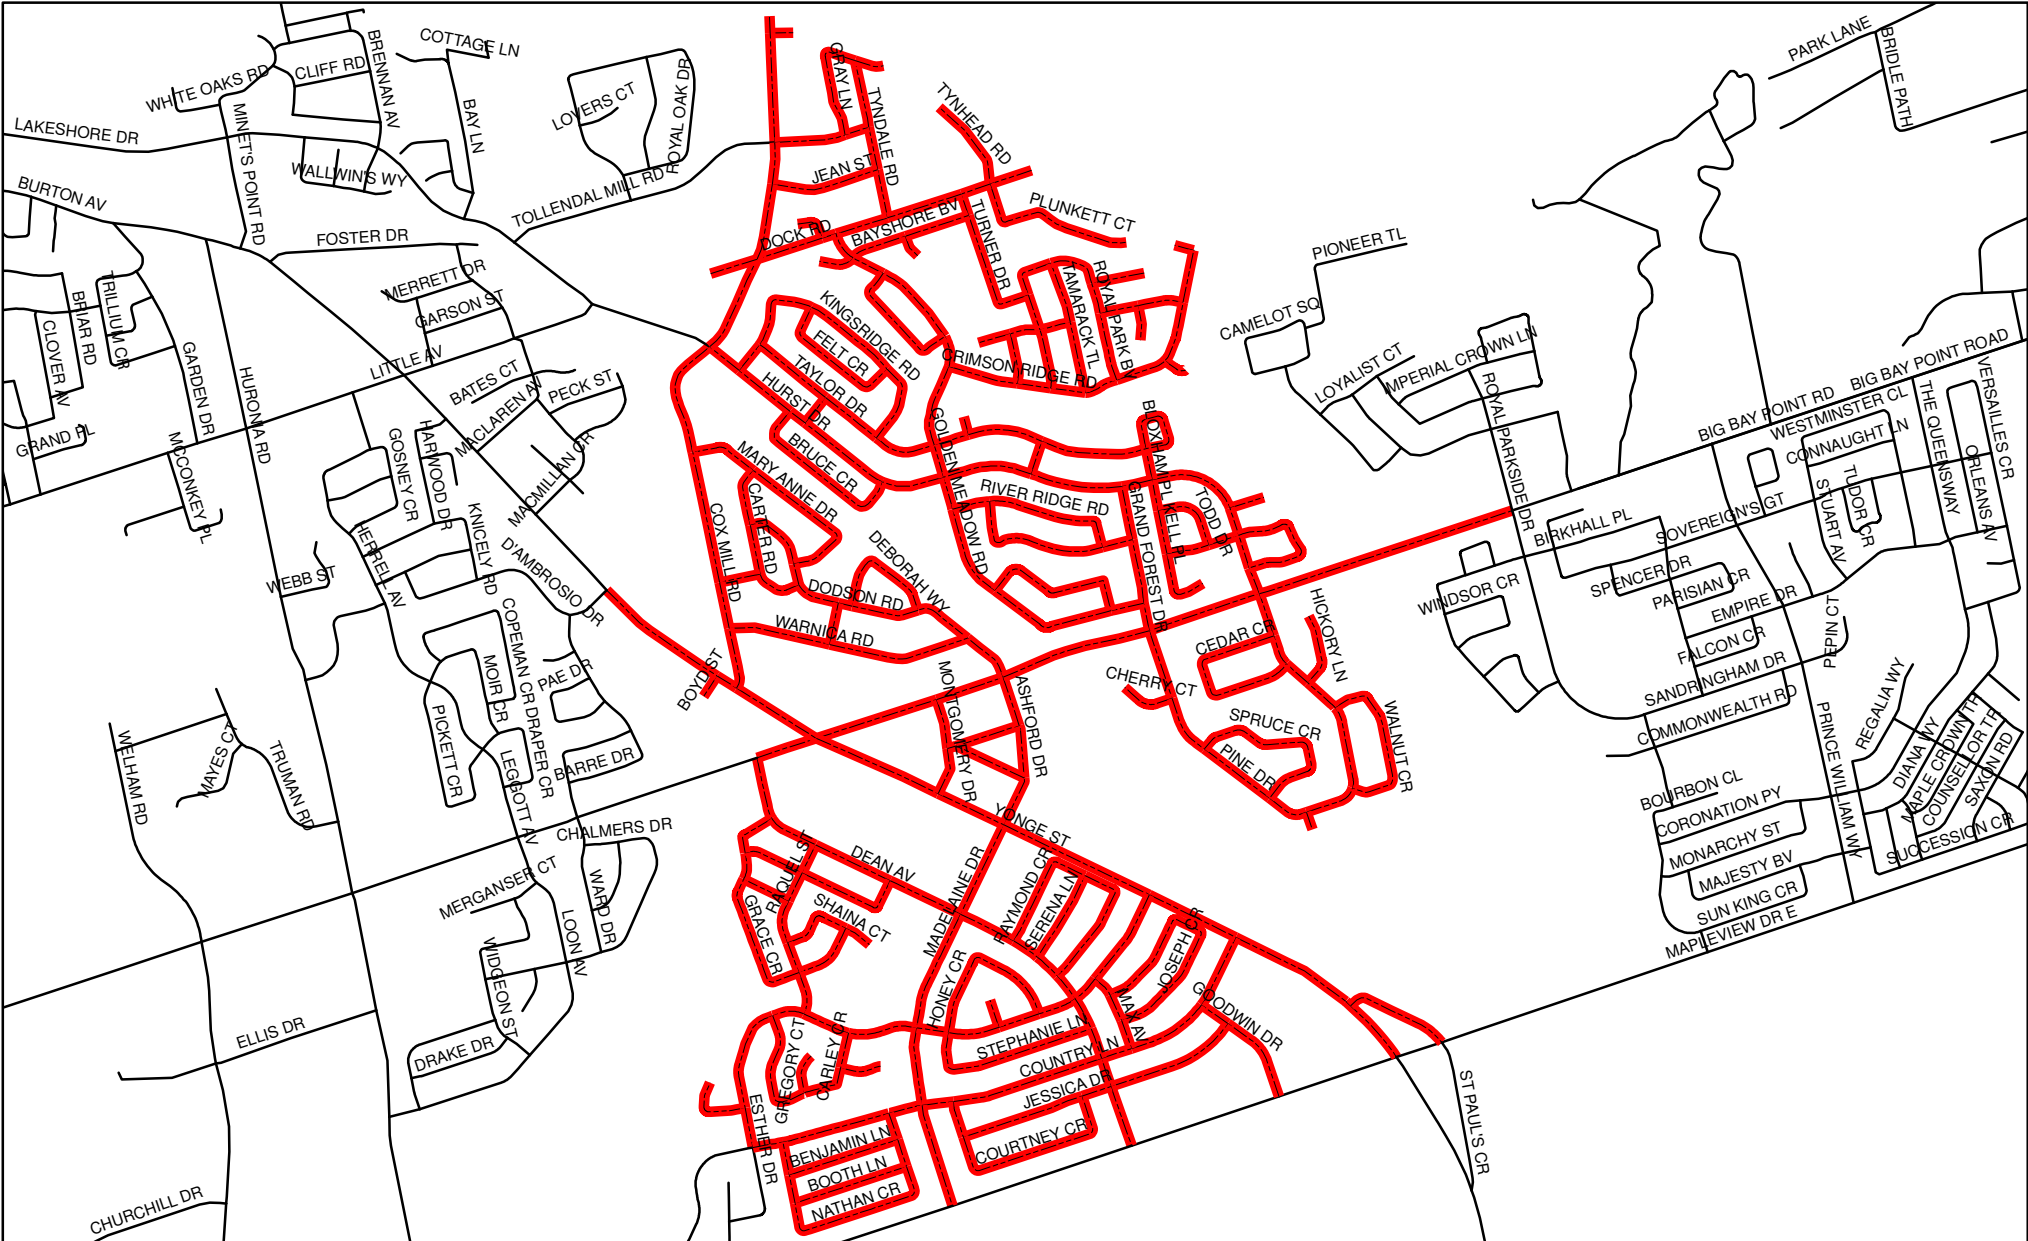 COTTAGE LN
BRENNAN AV
CLIFF RD
WHITE OAKS RD
PARK LANE
BRIDLE PATH
LAKESHORE DR
MINET'S POINT RD
BAY LN
LOVERS CT
ROYAL OAK DR
GRAY LN
TYNDALE RD
TYNHEAD RD
WALLWIN'S WY
JEAN ST
BURTON AV
TOLLENDAL MILL RD
PLUNKETT CT
FOSTER DR
DOCK RD
BAYSHORE BV
TURNER DR
PIONEER TL
MERRETT DR
GARSON ST
TRILLIUM CR
BRIAR RD
CLOVER AV
GARDEN DR
KINGSRIDGE RD
TAMARACK TL
ROYAL PARK BV
CAMELOT SQ
FELT CR
LITTLE AV
HURONIA RD
TAYLOR DR
HURST DR
CRIMSON RIDGE RD
LOYALIST CT
IMPERIAL CROWN LN
BIG BAY POINT ROAD
BIG BAY POINT RD
BATES CT
PECK ST
MACLAREN AV
ROYAL PARKSIDE DR
WESTMINSTER CL
CONNAUGHT LN
THE QUEENSWAY
VERSAILLES CR
ORLEANS AV
GRAND PL
MCCONKEY PL
GOSNEY CR
HARWOOD DR
MACMILLAN CR
BRUCE CR
MARY ANNE DR
GOLDEN MEADOW RD
BLOXHAM PL
RIVER RIDGE RD
KELL PL
TODD DR
GRAND FOREST DR
TUDOR CR
STUART AV
SOVEREIGN'S GT
BIRKHALL PL
KNICELY RD
HERRELL AV
COX MILL RD
CARTER RD
DEBORAH WY
D'AMBROSIO DR
WEBB ST
DODSON RD
WARNICA RD
WINDSOR CR
SPENCER DR
PARISIAN CR
EMPIRE DR
FALCON CR
PEPIN CT
SANDRINGHAM DR
COMMONWEALTH RD
HICKORY LN
CEDAR CR
CHERRY CT
COPEMAN CR
MOIR CR
PAE DR
BOYD ST
MONTGOMERY DR
ASHFORD DR
SPRUCE CR
PINE DR
WALNUT CR
REGALIA WY
DIANA WY
MAPLE CROWN TR
COUNSELLOR TR
SAXON RD
PRINCE WILLIAM WY
WELHAM RD
MAYES CT
TRUMAN RD
PICKETT CR
DRAPER CR
LEGGOTT AV
BARRE DR
CHALMERS DR
BOURBON CL
CORONATION PY
MONARCHY ST
MAJESTY BV
SUN KING CR
MAPLEVIEW DR E
SUCCESSION CR
YONGE ST
DEAN AV
RAQUEL ST
SHAINA CT
GRACE CR
MADELAINE DR
RAYMOND CR
SERENA LN
JOSEPH CR
MERGANSER CT
WARD DR
LOON AV
WIDGEON ST
HONEY CR
MAX AV
GOODWIN DR
ELLIS DR
DRAKE DR
GREGORY CT
CARLEY CR
STEPHANIE LN
COUNTRY LN
JESSICA DR
COURTNEY CR
ESTHER DR
BENJAMIN LN
BOOTH LN
NATHAN CR
ST PAUL'S CR
CHURCHILL DR